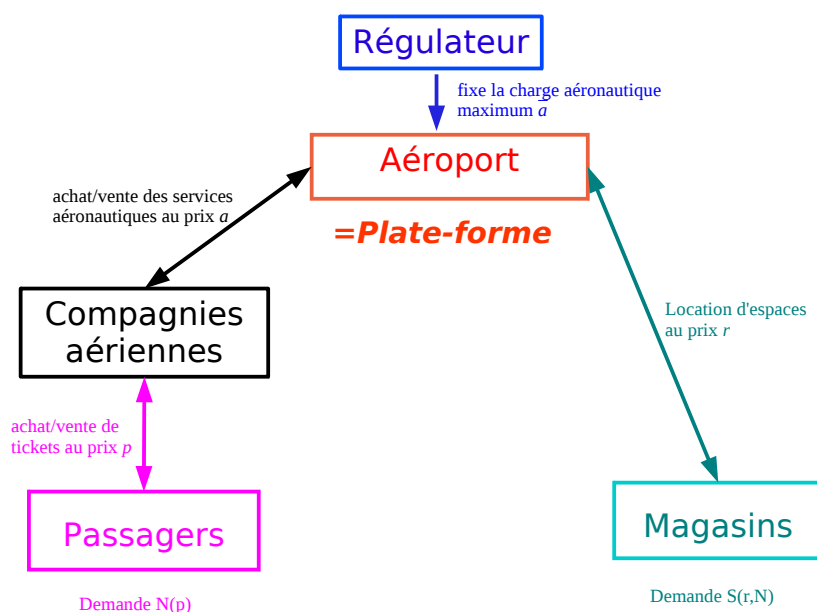 Régulateur
fixe la charge aéronautique
maximum ā
Aéroport
=Plate-forme
achat/vente des services
aéronautiques au prix a
Compagnies
aériennes
Location d'espaces
au prix r
achat/vente de
tickets au prix p
Passagers
Magasins
Demande N(p)
Demande S(r,N)